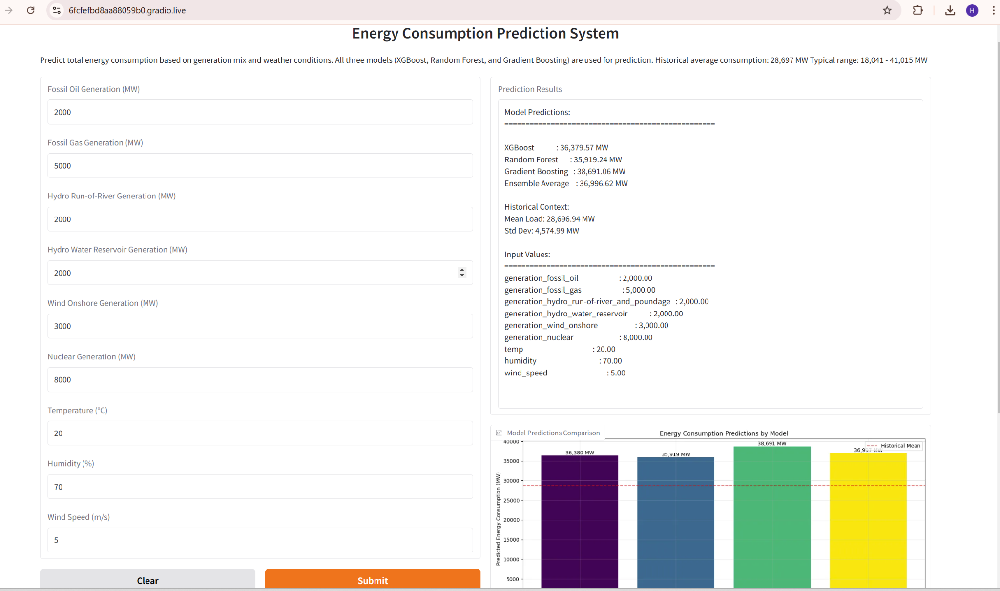 6fcfefbd8aa88059b0.gradio.live
H
Energy Consumption Prediction System
Predict total energy consumption based on generation mix and weather conditions. All three models (XGBoost, Random Forest, and Gradient Boosting) are used for prediction. Historical average consumption: 28,697 MW Typical range: 18,041 - 41,015 MW
Fossil Oil Generation (MW)
2000
Fossil Gas Generation (MW)
5000
Hydro Run-of-River Generation (MW)
2000
Hydro Water Reservoir Generation (MW)
2000
Wind Onshore Generation (MW)
3000
Nuclear Generation (MW)
8000
Temperature (°C)
20
Humidity (%)
70
Wind Speed (m/s)
5
Clear
Submit
Prediction Results
Model Predictions:
==================================================
XGBoost : 36,379.57 MW
Random Forest : 35,919.24 MW
Gradient Boosting : 38,691.06 MW
Ensemble Average : 36,996.62 MW
Historical Context:
Mean Load: 28,696.94 MW
Std Dev: 4,574.99 MW
Input Values:
==================================================
generation_fossil_oil : 2,000.00
generation_fossil_gas : 5,000.00
generation_hydro_run-of-river_and_poundage : 2,000.00
generation_hydro_water_reservoir : 2,000.00
generation_wind_onshore : 3,000.00
generation_nuclear : 8,000.00
temp : 20.00
humidity : 70.00
wind_speed : 5.00
Model Predictions Comparison
Energy Consumption Predictions by Model
Historical Mean
36,380 MW
35,919 MW
38,691 MW
36,997 MW
Predicted Energy Consumption (MW)
40000
35000
30000
25000
20000
15000
10000
5000